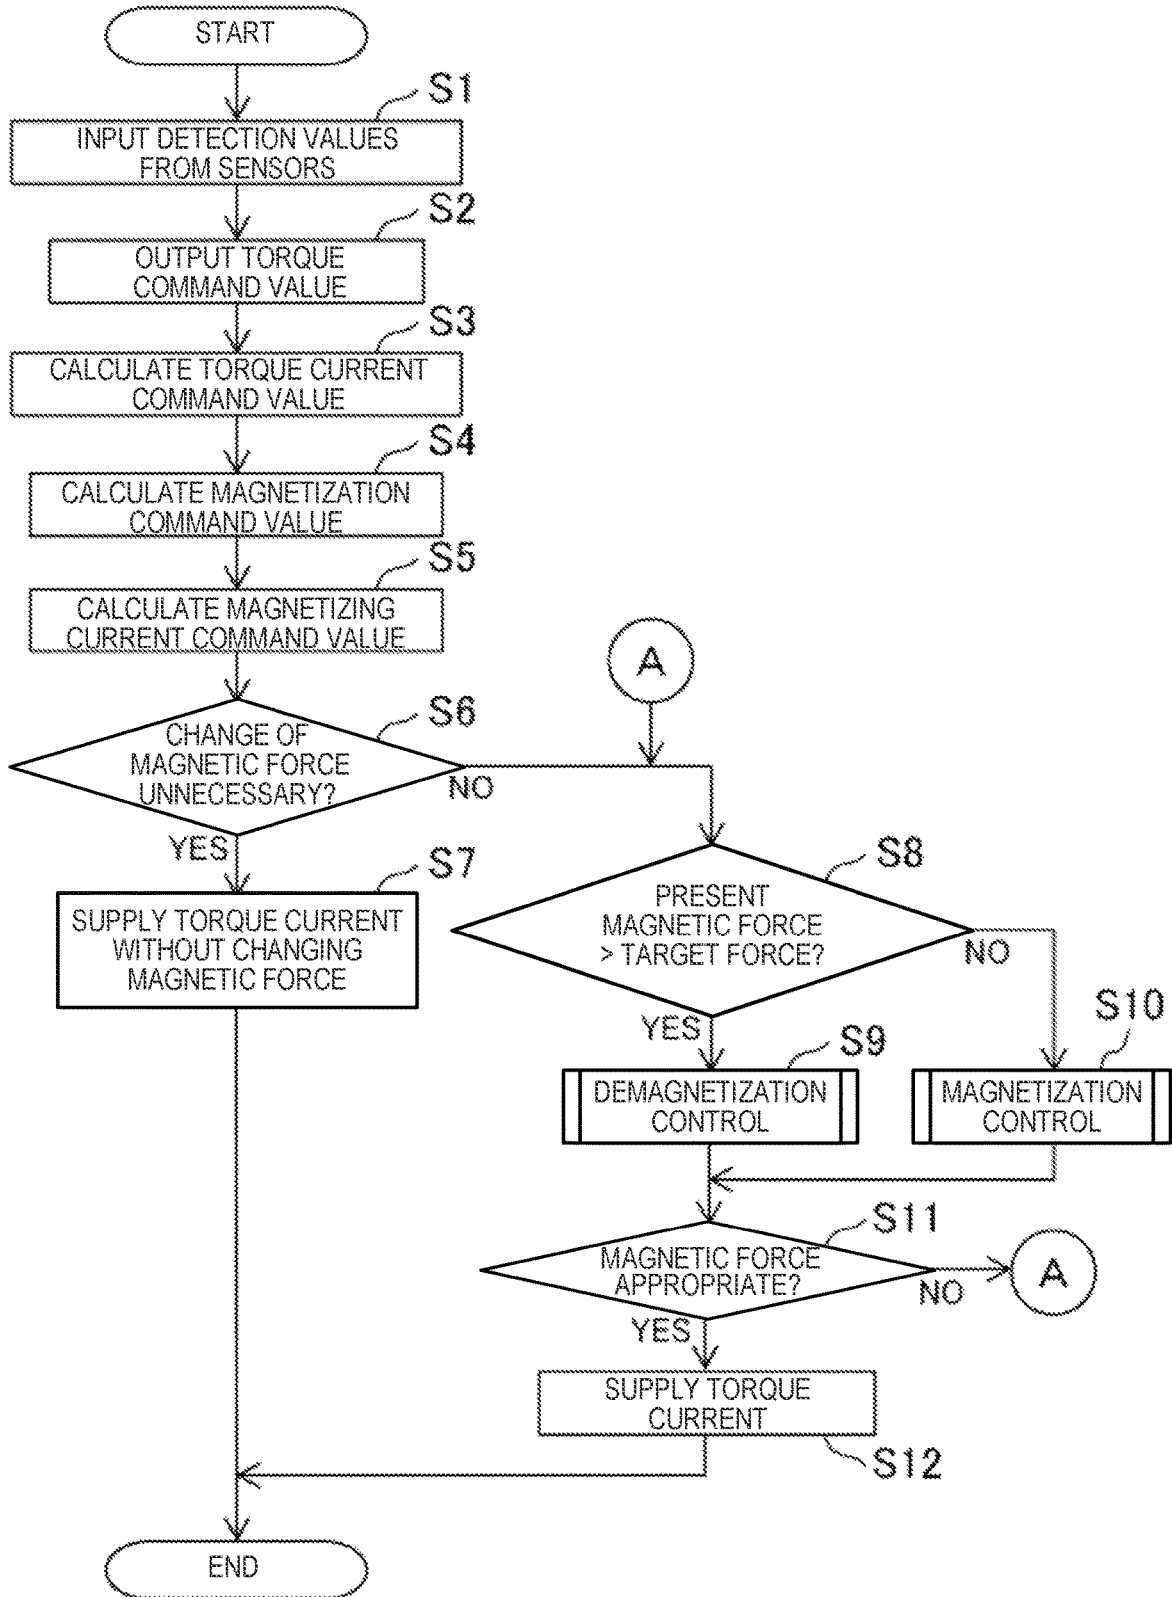 START
S1
INPUT DETECTION VALUES
FROM SENSORS
S2
OUTPUT TORQUE
COMMAND VALUE
S3
CALCULATE TORQUE CURRENT
COMMAND VALUE
S4
CALCULATE MAGNETIZATION
COMMAND VALUE
S5
CALCULATE MAGNETIZING
CURRENT COMMAND VALUE
A
S6
CHANGE OF
MAGNETIC FORCE
UNNECESSARY?
NO
YES
S7
SUPPLY TORQUE CURRENT
WITHOUT CHANGING
MAGNETIC FORCE
S8
PRESENT
MAGNETIC FORCE
> TARGET FORCE?
NO
YES
S9
DEMAGNETIZATION
CONTROL
S10
MAGNETIZATION
CONTROL
S11
MAGNETIC FORCE
APPROPRIATE?
NO
A
YES
SUPPLY TORQUE
CURRENT
S12
END